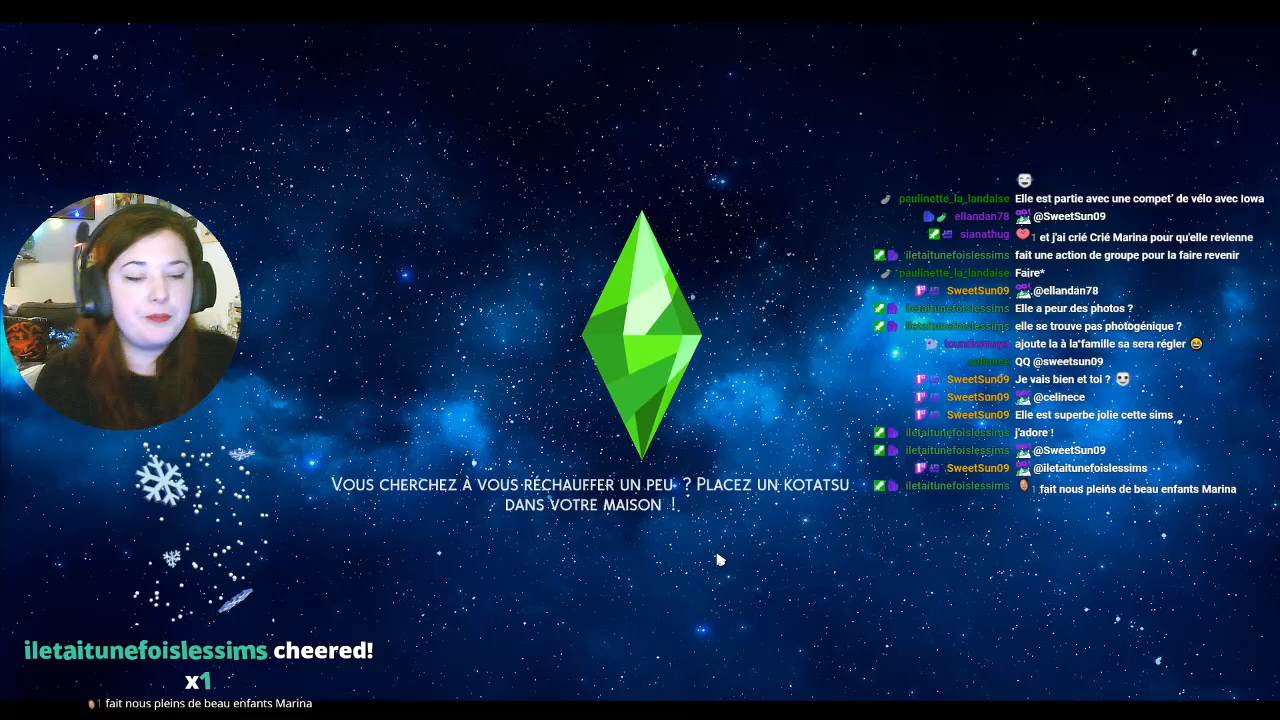 paulinette_la_landaise Elle est partie avec une compet' de vélo avec Iowa
ellandan78 @SweetSun09
sianathug 1 et j'ai crié Crié Marina pour qu'elle revienne
iletaitunefoislessims fait une action de groupe pour la faire revenir
paulinette_la_landaise Faire*
SweetSun09 @ellandan78
iletaitunefoislessims Elle a peur des photos ?
iletaitunefoislessims elle se trouve pas photogénique ?
ajoute la à la famille sa sera régler 😄
celinece QQ @sweetsun09
SweetSun09 Je vais bien et toi ?
SweetSun09 @celinece
SweetSun09 Elle est superbe jolie cette sims
iletaitunefoislessims j'adore !
iletaitunefoislessims @SweetSun09
SweetSun09 @iletaitunefoislessims
iletaitunefoislessims 1 fait nous pleins de beau enfants Marina
Vous cherchez à vous réchauffer un peu ? Placez un kotatsu
dans votre maison !
iletaitunefoislessims cheered!
x1
1 fait nous pleins de beau enfants Marina